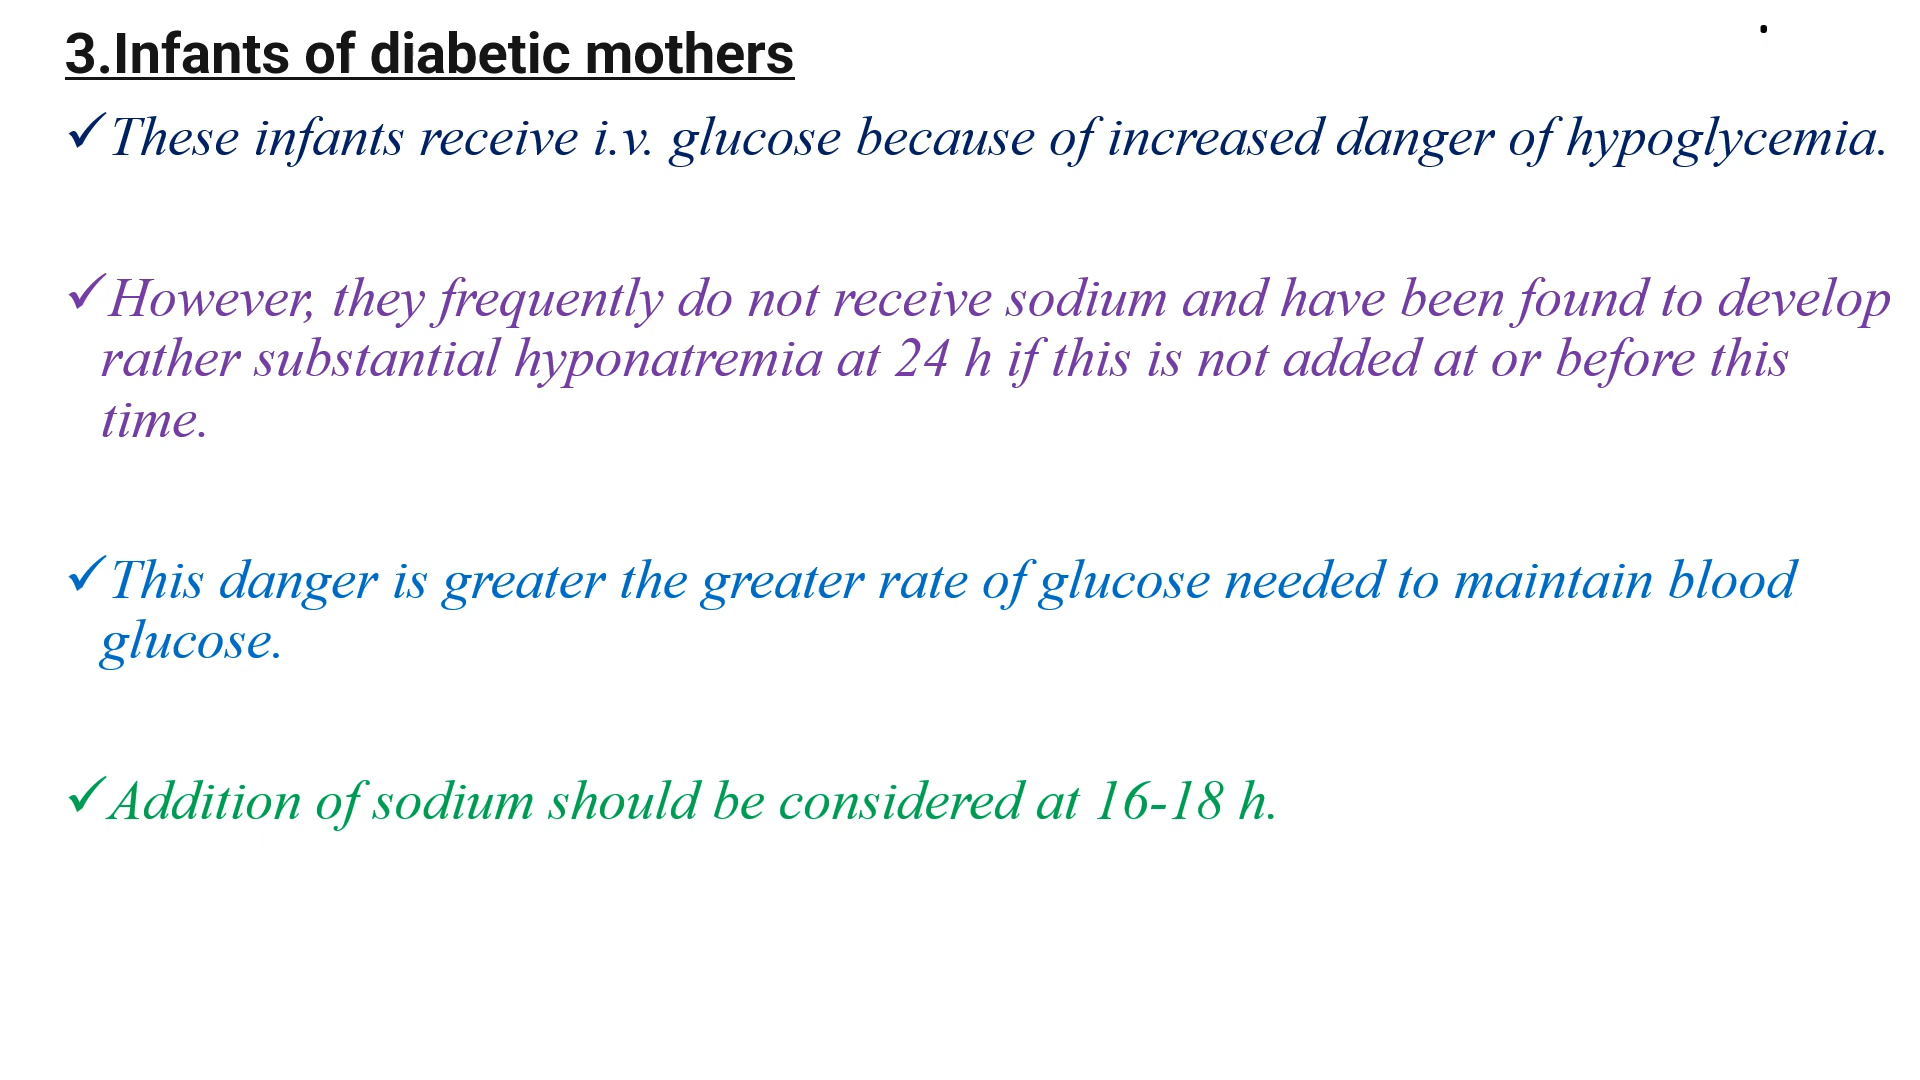 3.Infants of diabetic mothers
.
✓These infants receive i.v. glucose because of increased danger of hypoglycemia.
✓However, they frequently do not receive sodium and have been found to develop
rather substantial hyponatremia at 24 h if this is not added at or before this
time.
✓This danger is greater the greater rate of glucose needed to maintain blood
glucose.
✓Addition of sodium should be considered at 16-18 h.